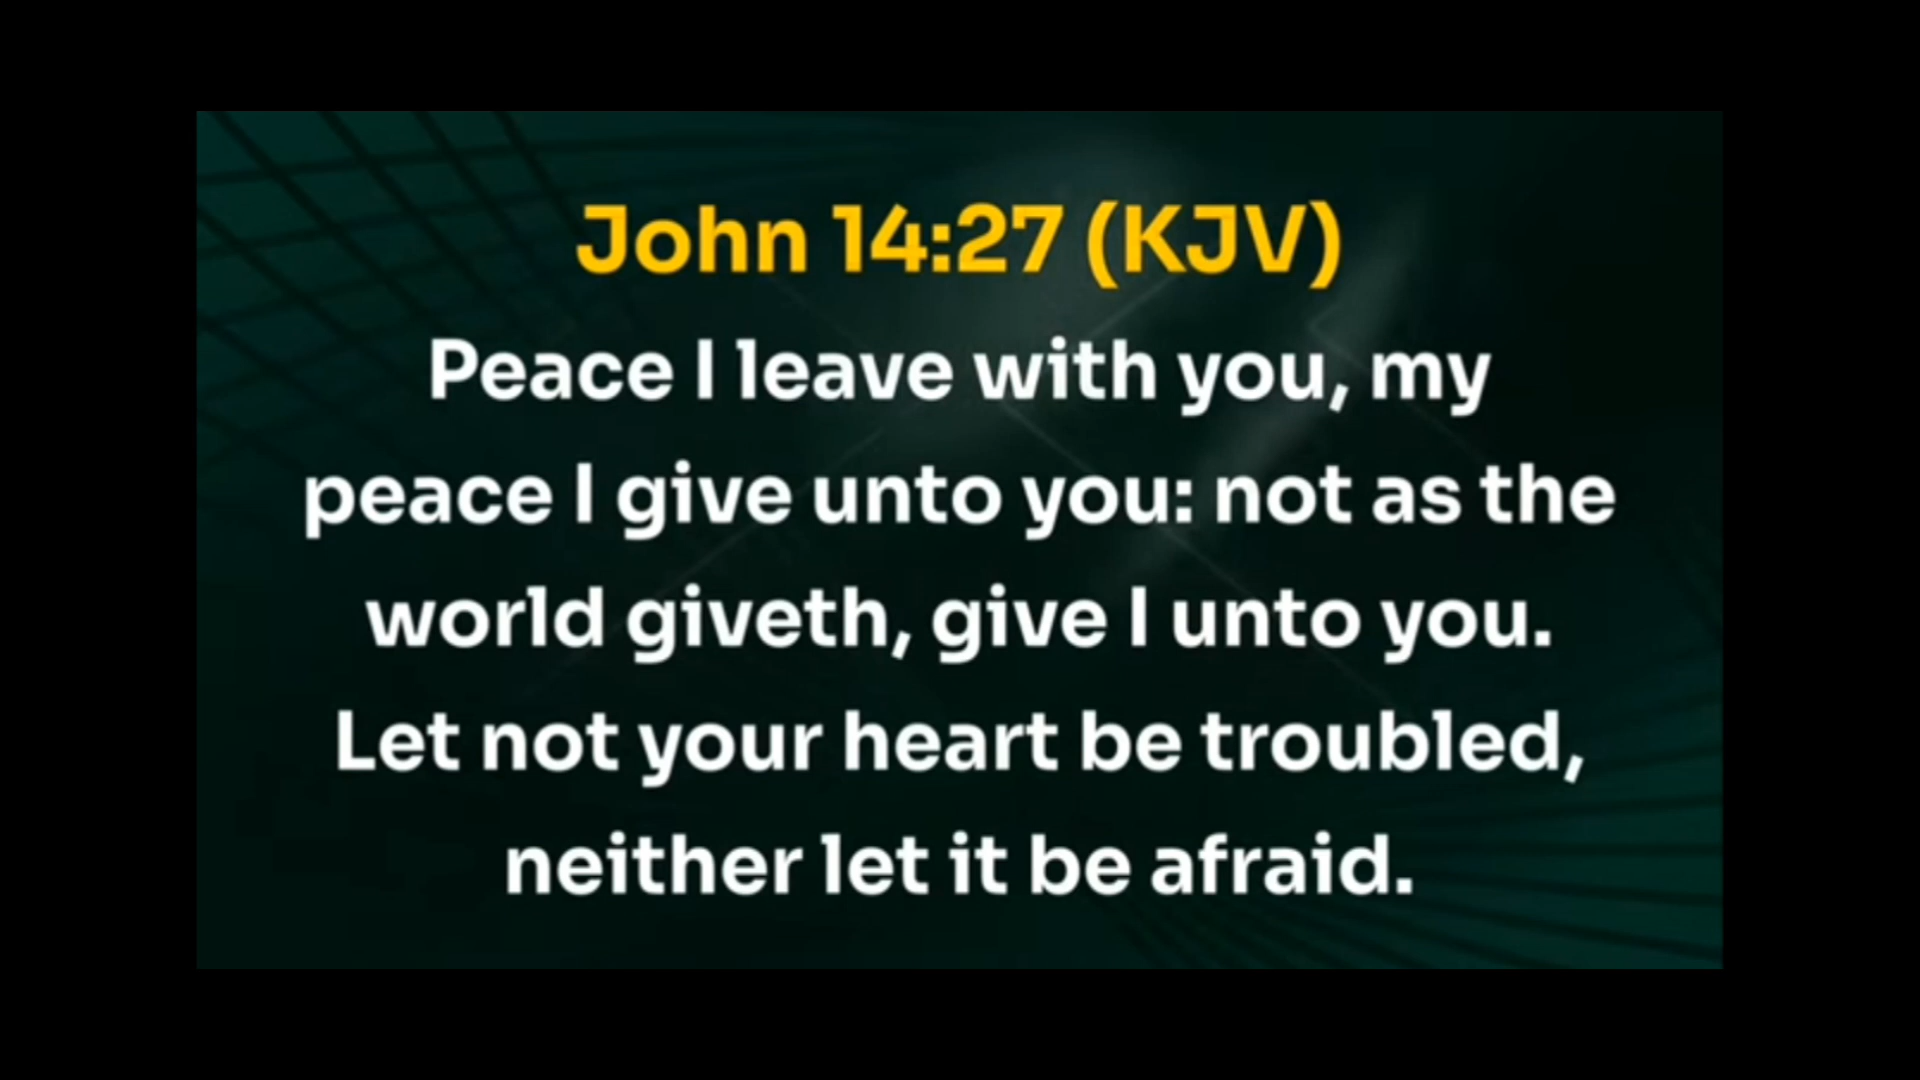 John 14:27 (KJV)
Peace I leave with you, my
peace I give unto you: not as the
world giveth, give I unto you.
Let not your heart be troubled,
neither let it be afraid.